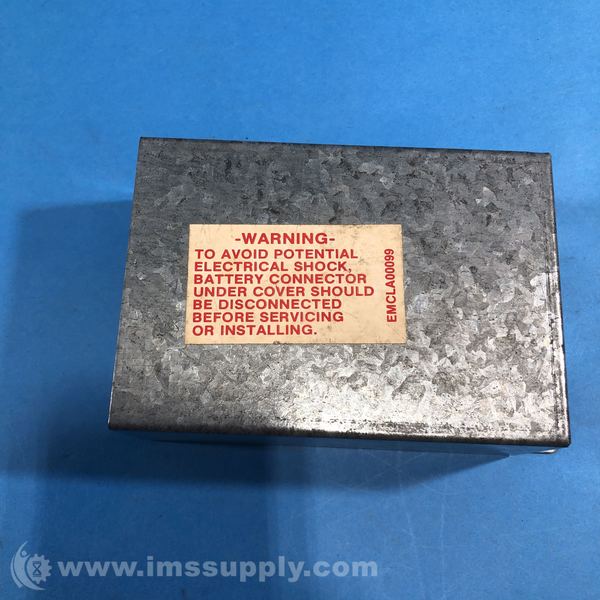 -WARNING-
TO AVOID POTENTIAL
ELECTRICAL SHOCK,
BATTERY CONNECTOR
UNDER COVER SHOULD
BE DISCONNECTED
BEFORE SERVICING
OR INSTALLING.
EMCLA00099
www.imssupply.com